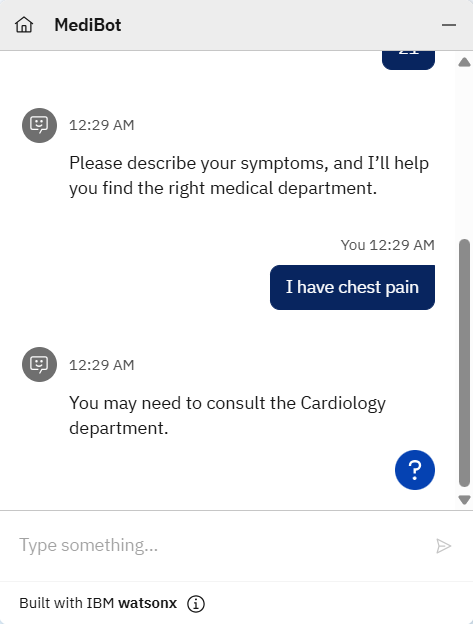 MediBot
21
12:29 AM
Please describe your symptoms, and I’ll help
you find the right medical department.
You 12:29 AM
I have chest pain
12:29 AM
You may need to consult the Cardiology
department.
?
Type something...
Built with IBM watsonx